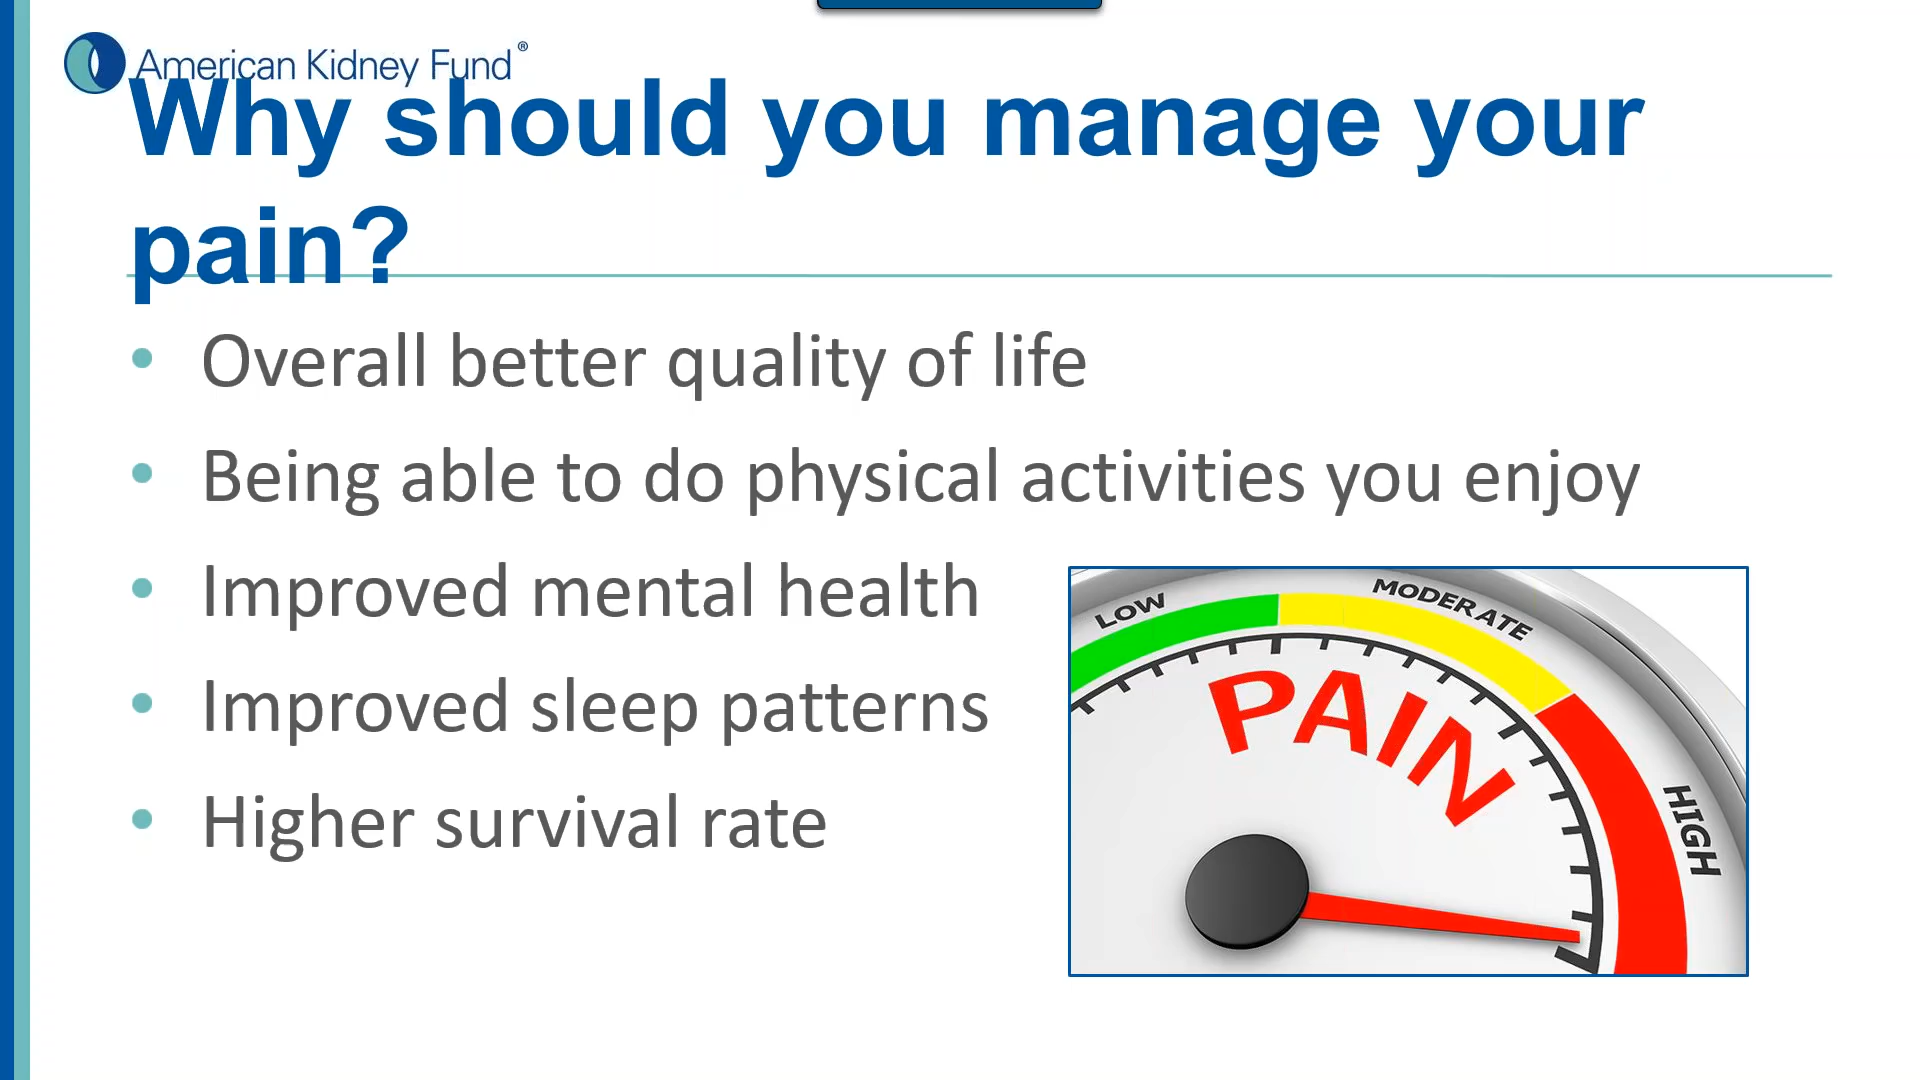 American Kidney Fund®
Why should you manage your
pain?
• Overall better quality of life
• Being able to do physical activities you enjoy
• Improved mental health
• Improved sleep patterns
• Higher survival rate
LOW
MODERATE
HIGH
PAIN